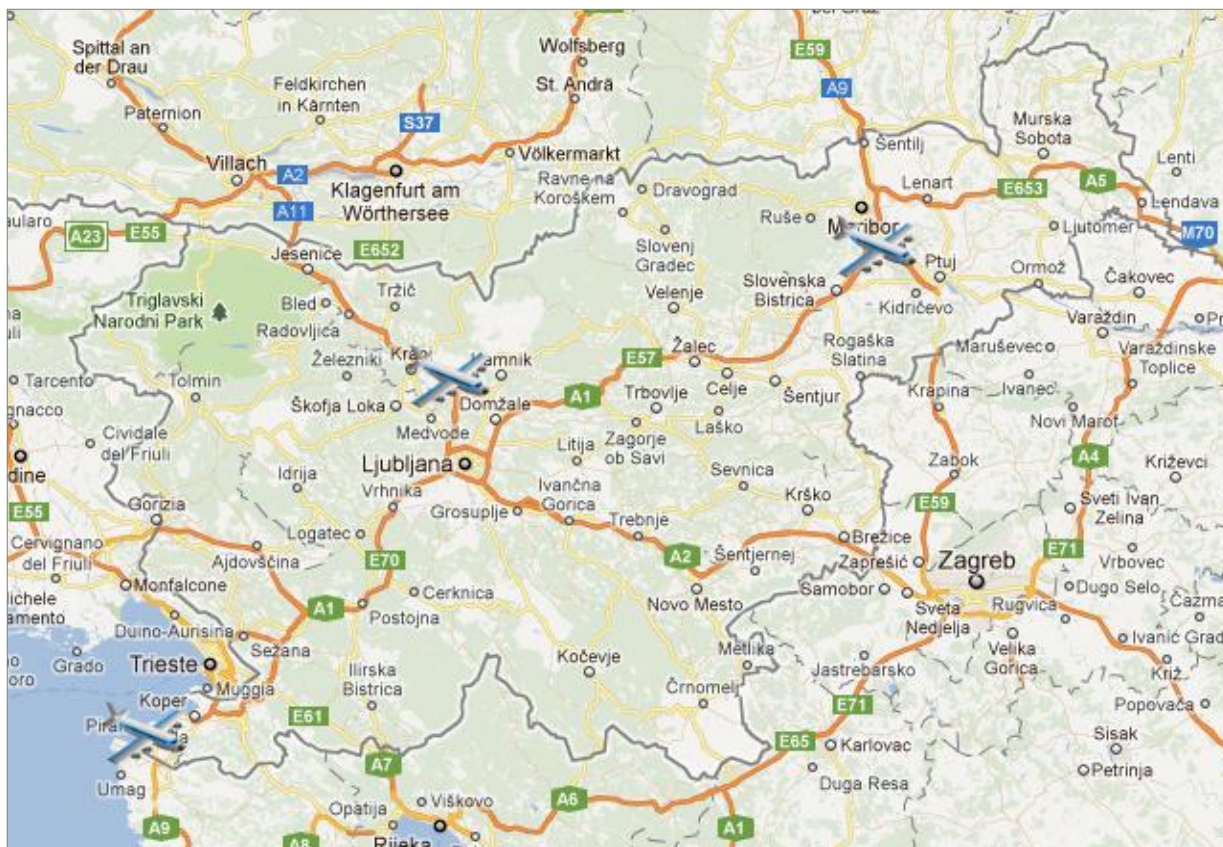 Spittal an
der Drau
Paternion
Feldkirchen
in Kärnten
S37
Wolfsberg
St. Andrä
E59
A9
Murska
Sobota
Villach
A2
Klagenfurt am
Wörthersee
Völkermarkt
Ravne na
Koroškem
Dravograd
Šentilj
Lenart
E653
A5
Lenti
Lendava
A11
A23
E55
E652
Jesenice
Ruše
Maribor
Slovenj
Gradec
Ljutomer
M70
Triglavski
Narodni Park
Bled
Tržič
Radovljica
Velenje
Slovenska
Bistrica
Ptuj
Ormož
Kidričevo
Čakovec
Varaždin
Železniki
E57
Žalec
Rogaška
Slatina
Maruševec
Varaždinske
Toplice
Tarcento
Tolmin
Škofja Loka
Domžale
A1
Trbovlje
Celje
Šentjur
Krapina
Ivanec
Novi Marof
Cividale
del Friuli
Medvode
Litija
Zagorje
ob Savi
Laško
Idrija
Ljubljana
Vrhnika
Ivančna
Gorica
Sevnica
Zabok
A4
Križevci
E55
Gorizia
Logatec
Grosuplje
Trebnje
Krško
E59
Sveti Ivan
Zelina
Cervignano
del Friuli
Ajdovščina
E70
A2
Šentjernej
Brežice
Zaprešić
Zagreb
E71
Vrbovec
Monfalcone
Cerknica
Novo Mesto
Samobor
Dugo Selo
A1
Postojna
Sveta
Nedjelja
Rugvica
Duino-Aurisina
Sežana
Ivanić Grad
Grado
Trieste
Kočevje
Metlika
Jastrebarsko
Velika
Gorica
Križ
Muggia
Koper
Ilirska
Bistrica
Črnomelj
E71
Popovača
E61
E65
Karlovac
Sisak
Petrinja
Umag
A7
Duga Resa
A9
Opatija
Viškovo
A6
A1
A8
Rijeka